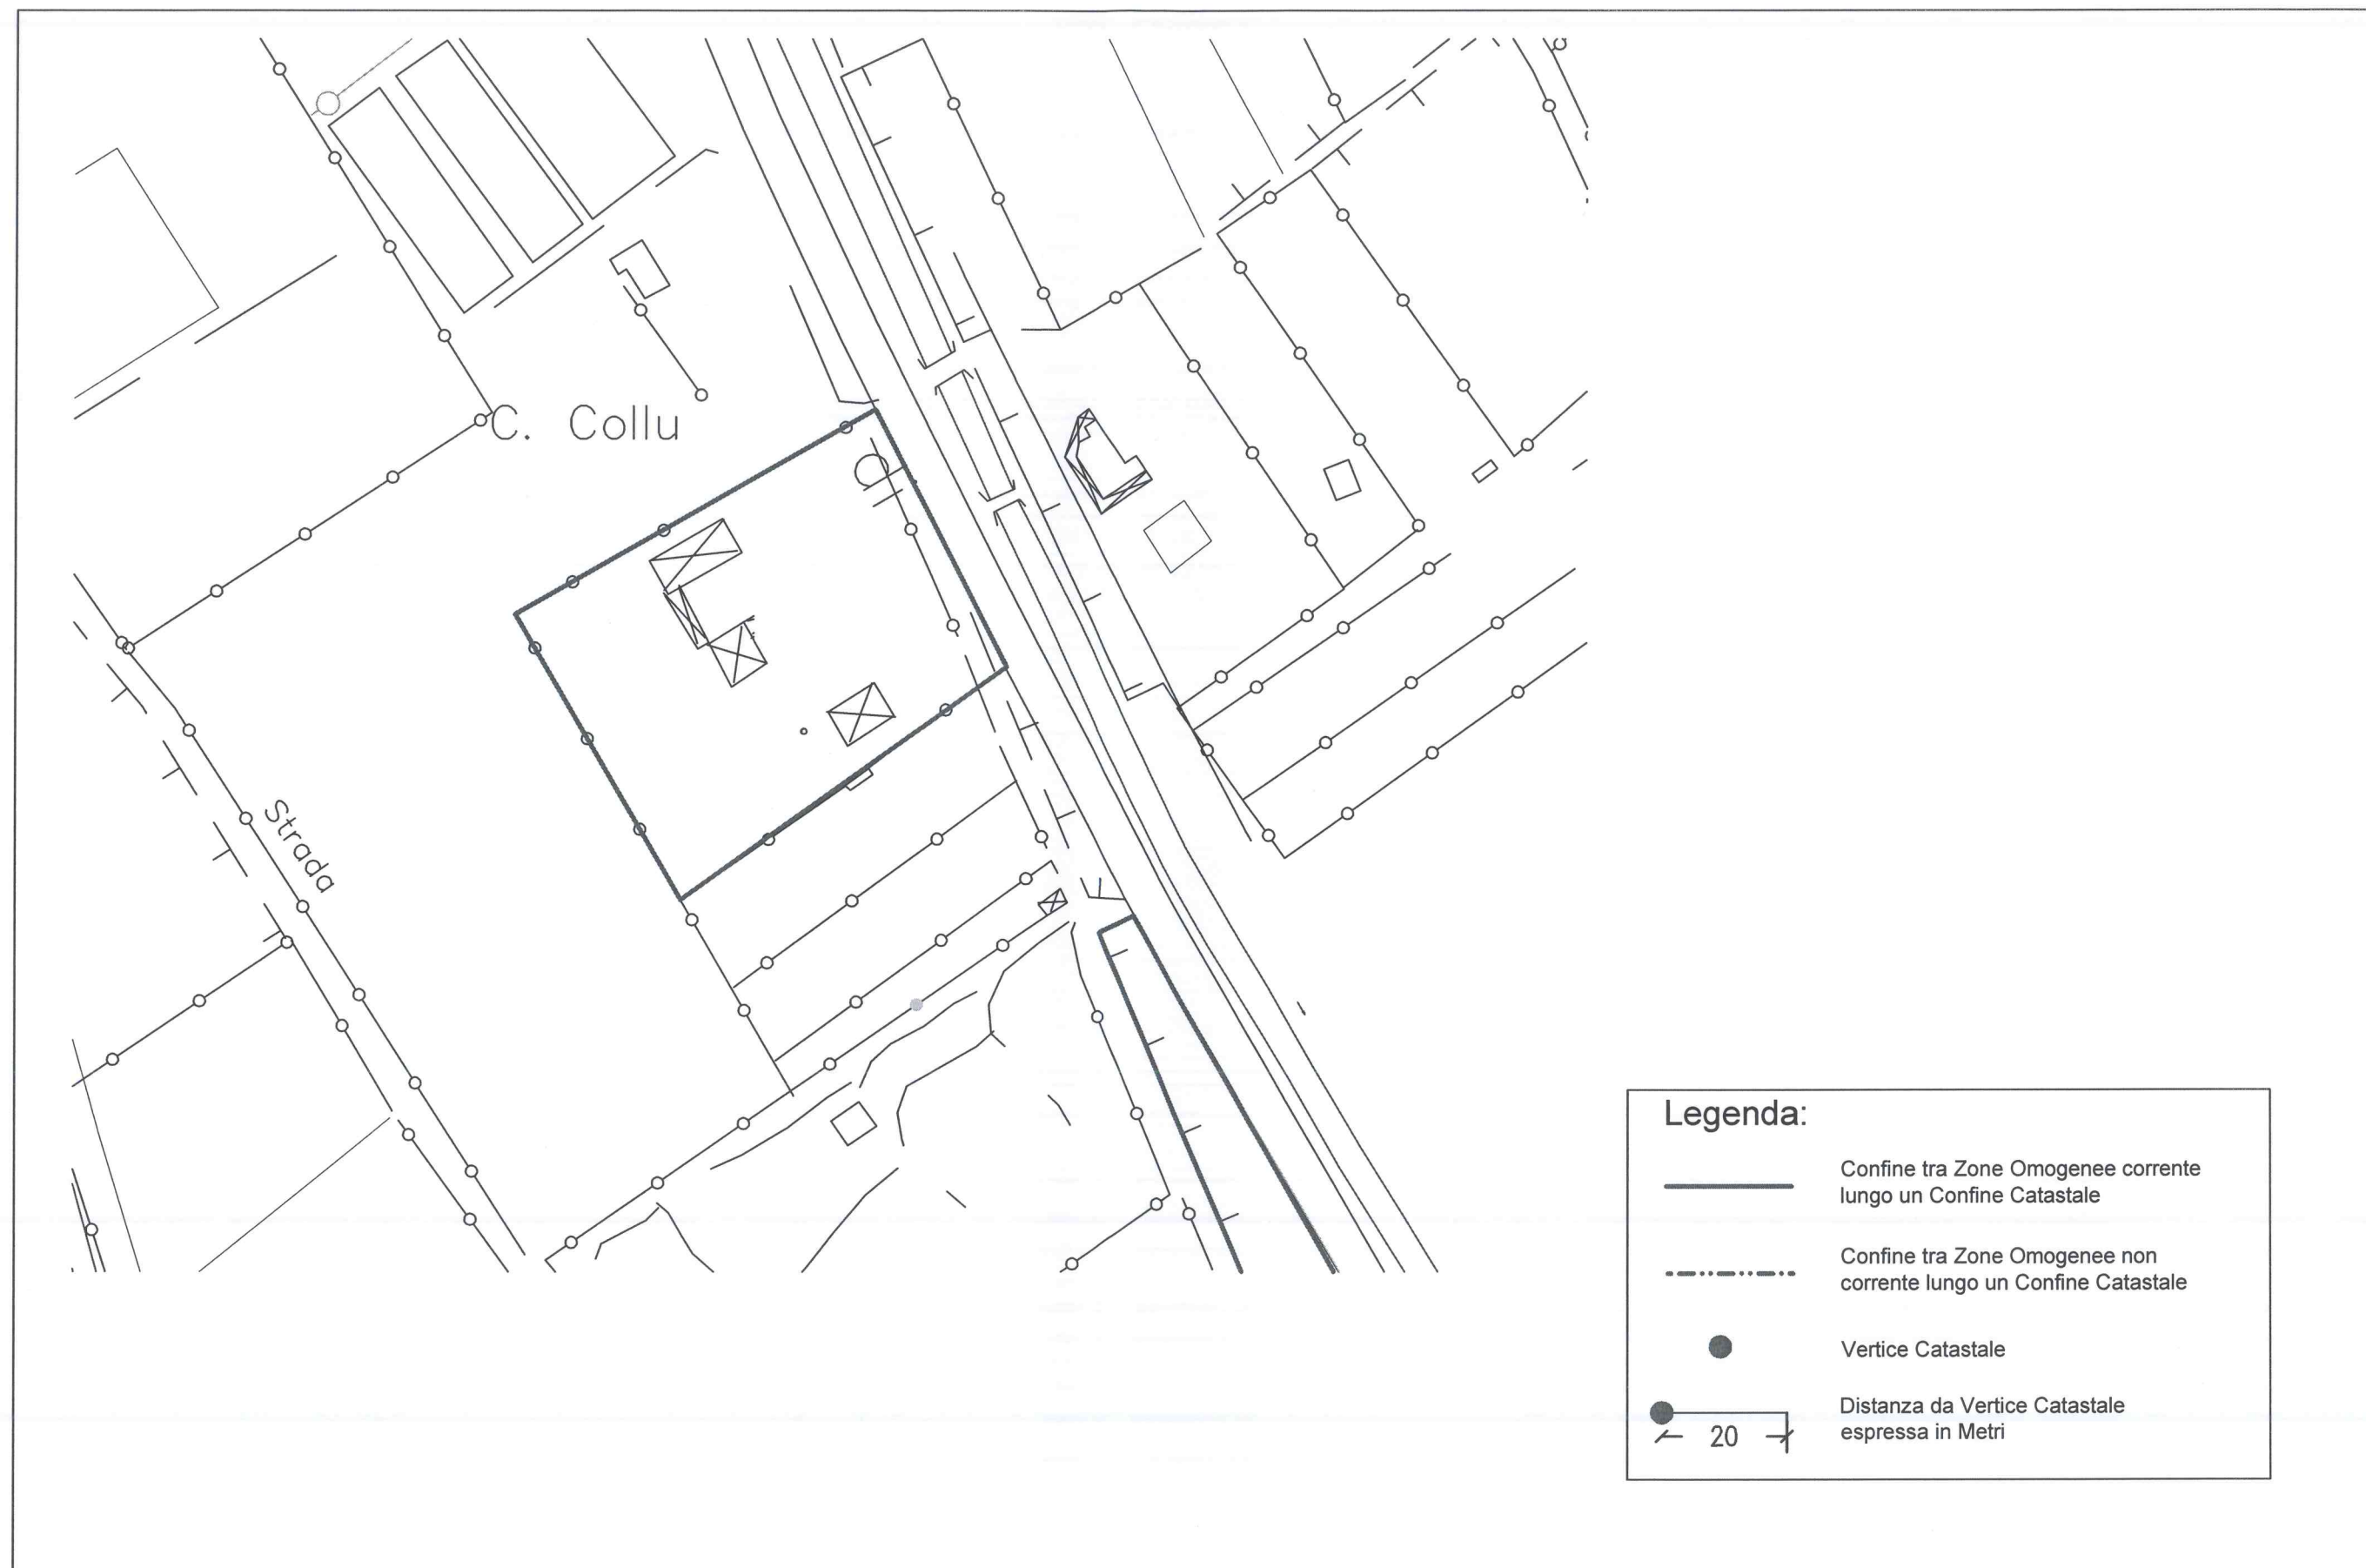 C. Collu
Strada
Legenda:
Confine tra Zone Omogenee corrente
lungo un Confine Catastale
Confine tra Zone Omogenee non
corrente lungo un Confine Catastale
Vertice Catastale
Distanza da Vertice Catastale
espressa in Metri
20